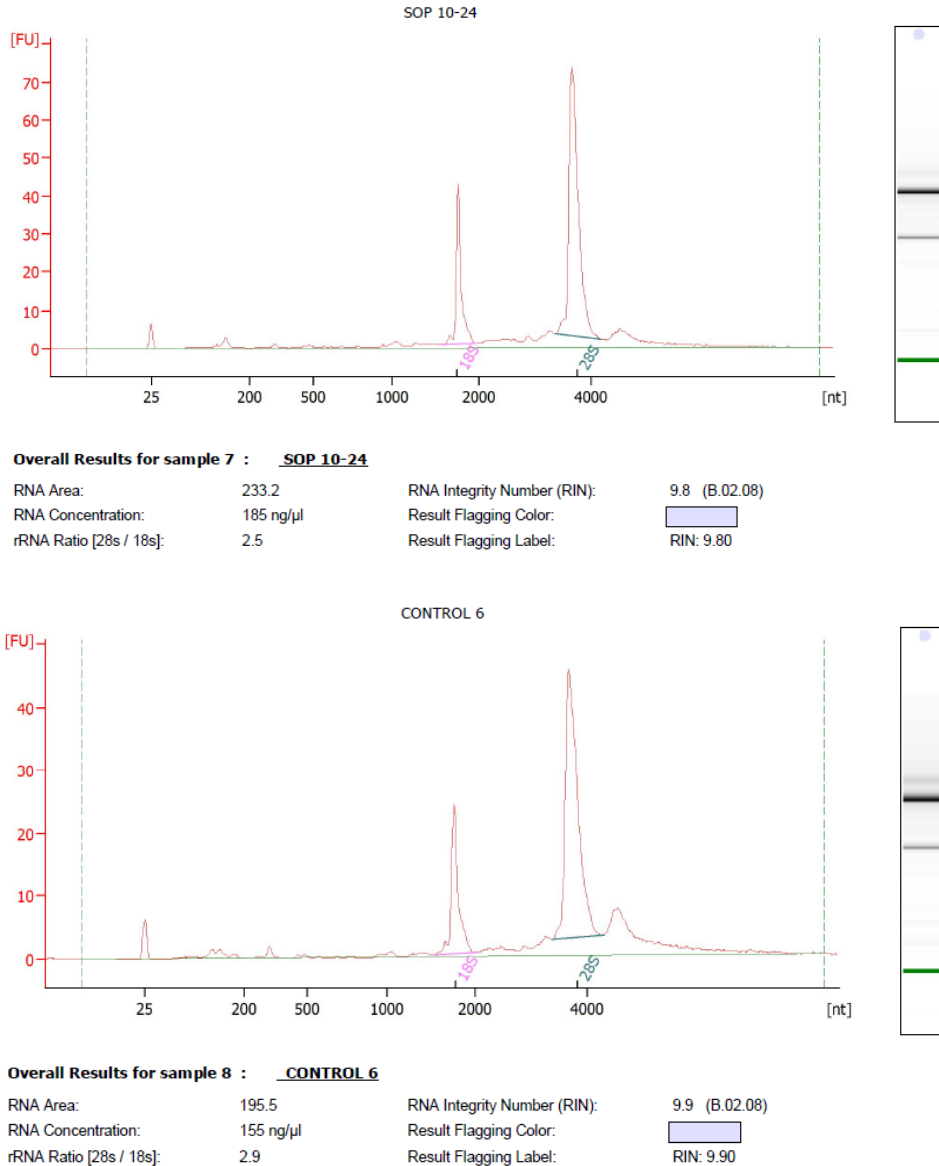 SOP 10-24
[FU]
70
60
50
40
30
20
10
0
18S
28S
25 200 500 1000 2000 4000 [nt]
Overall Results for sample 7 : SOP 10-24
RNA Area: 233.2 RNA Integrity Number (RIN): 9.8 (B.02.08)
RNA Concentration: 185 ng/µl Result Flagging Color:
rRNA Ratio [28s / 18s]: 2.5 Result Flagging Label: RIN: 9.80
CONTROL 6
[FU]
40
30
20
10
0
18S
28S
25 200 500 1000 2000 4000 [nt]
Overall Results for sample 8 : CONTROL 6
RNA Area: 195.5 RNA Integrity Number (RIN): 9.9 (B.02.08)
RNA Concentration: 155 ng/µl Result Flagging Color:
rRNA Ratio [28s / 18s]: 2.9 Result Flagging Label: RIN: 9.90